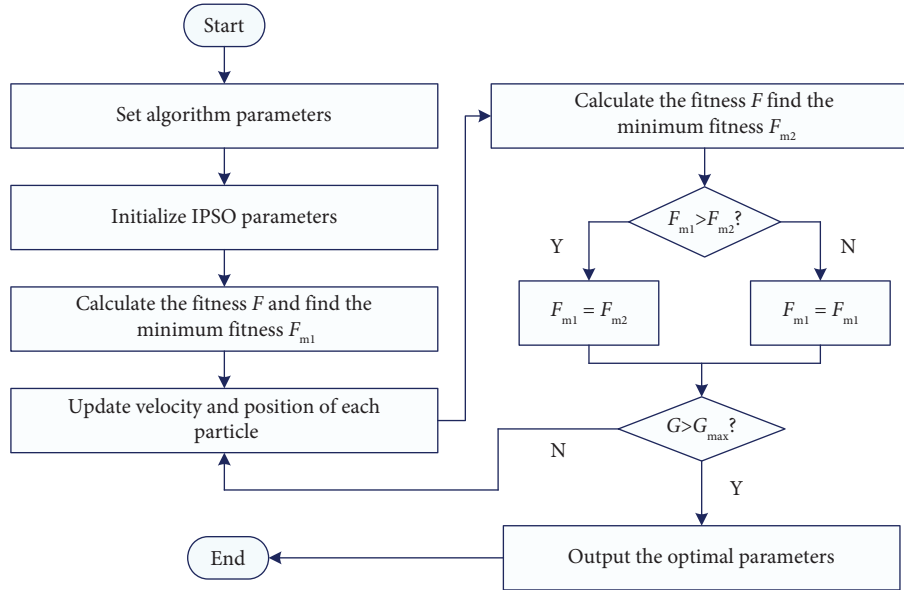 Start
Set algorithm parameters
Initialize IPSO parameters
Calculate the fitness F and find the
minimum fitness Fm1
Update velocity and position of each
particle
Calculate the fitness F find the
minimum fitness Fm2
Fm1>Fm2?
Y
N
Fm1 = Fm2
Fm1 = Fm1
G>Gmax?
N
Y
Output the optimal parameters
End